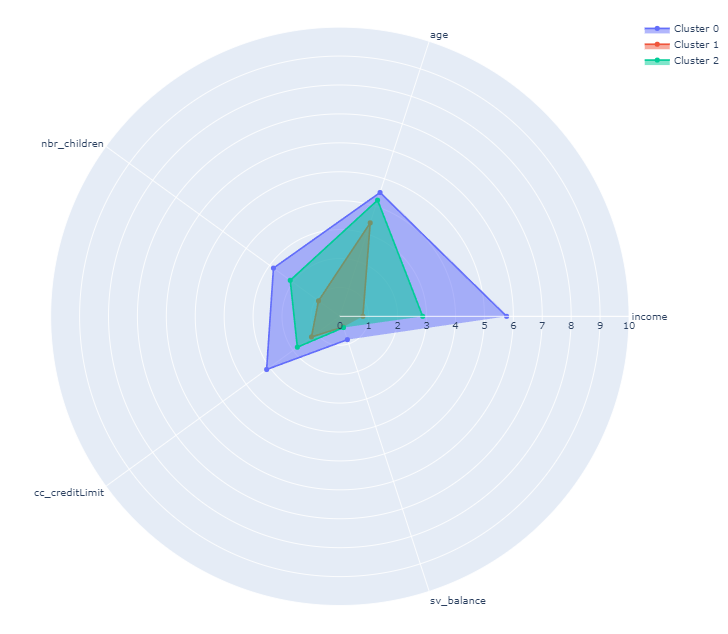 age
Cluster 0
Cluster 1
Cluster 2
nbr_children
income
0 1 2 3 4 5 6 7 8 9 10
cc_creditLimit
sv_balance